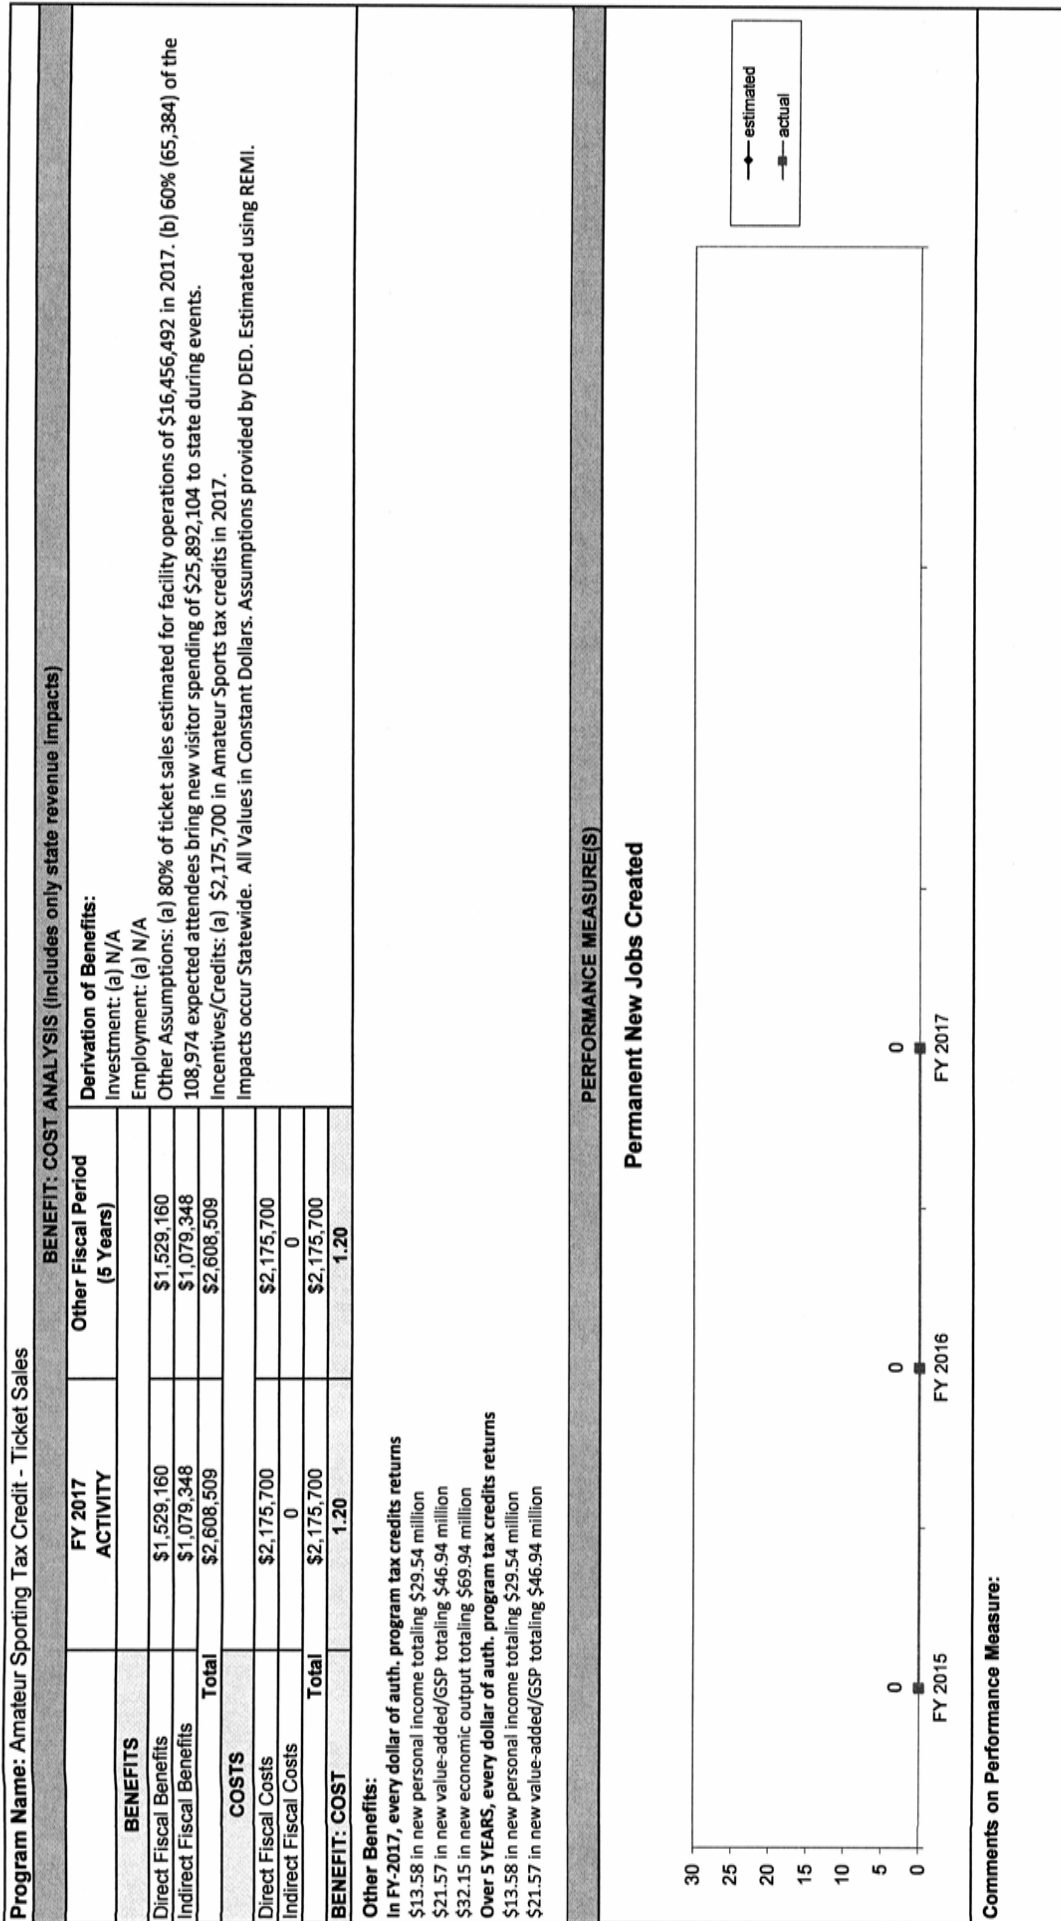 Program Name: Amateur Sporting Tax Credit - Ticket Sales
BENEFIT: COST ANALYSIS (includes only state revenue impacts)
FY 2017 ACTIVITY Other Fiscal Period (5 Years)
BENEFITS
Direct Fiscal Benefits $1,529,160 $1,529,160
Indirect Fiscal Benefits $1,079,348 $1,079,348
Total $2,608,509 $2,608,509
COSTS
Direct Fiscal Costs $2,175,700 $2,175,700
Indirect Fiscal Costs 0 0
Total $2,175,700 $2,175,700
BENEFIT: COST 1.20 1.20
Derivation of Benefits:
Investment: (a) N/A
Employment: (a) N/A
Other Assumptions: (a) 80% of ticket sales estimated for facility operations of $16,456,492 in 2017. (b) 60% (65,384) of the
108,974 expected attendees bring new visitor spending of $25,892,104 to state during events.
Incentives/Credits: (a) $2,175,700 in Amateur Sports tax credits in 2017.
Impacts occur Statewide. All Values in Constant Dollars. Assumptions provided by DED. Estimated using REMI.
Other Benefits:
In FY-2017, every dollar of auth. program tax credits returns
$13.58 in new personal income totaling $29.54 million
$21.57 in new value-added/GSP totaling $46.94 million
$32.15 in new economic output totaling $69.94 million
Over 5 YEARS, every dollar of auth. program tax credits returns
$13.58 in new personal income totaling $29.54 million
$21.57 in new value-added/GSP totaling $46.94 million
PERFORMANCE MEASURE(S)
Permanent New Jobs Created
30
25
20
15
10
5
0
0 0 0
FY 2015 FY 2016 FY 2017
estimated
actual
Comments on Performance Measure: